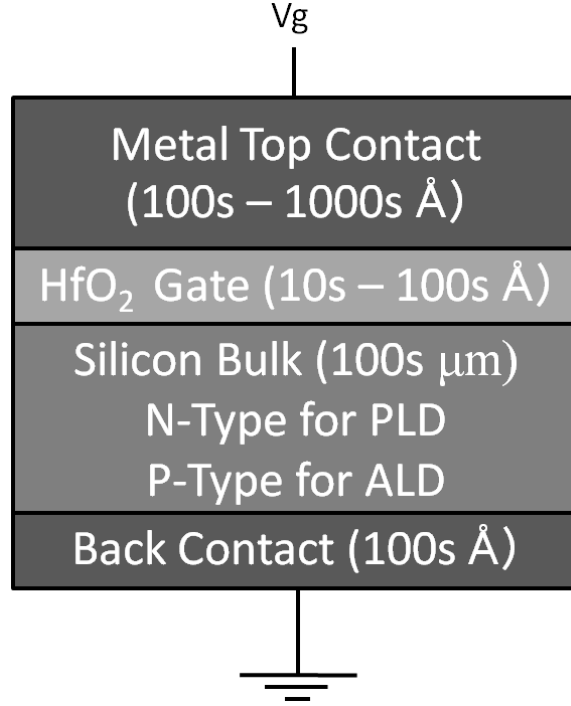 Vg
Metal Top Contact
(100s – 1000s Å)
HfO₂ Gate (10s – 100s Å)
Silicon Bulk (100s μm)
N-Type for PLD
P-Type for ALD
Back Contact (100s Å)